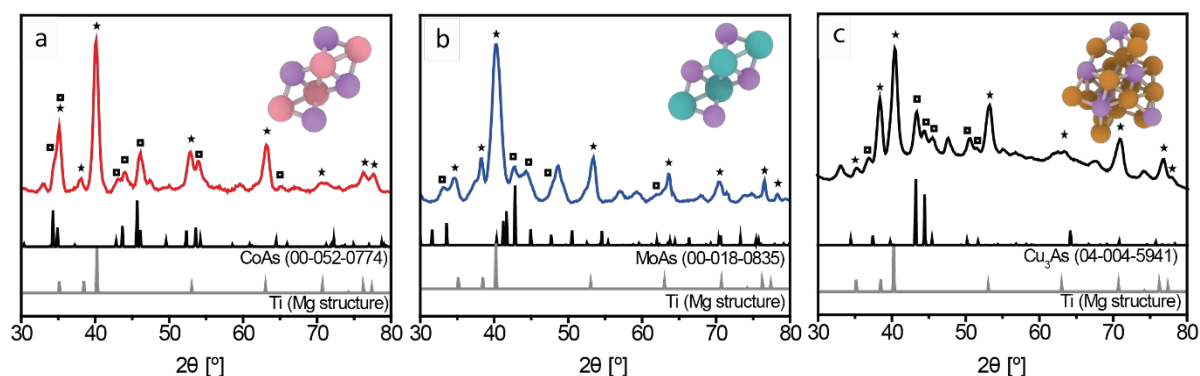 a
CoAs (00-052-0774)
Ti (Mg structure)
30 40 50 60 70 80
2θ [º]
b
MoAs (00-018-0835)
Ti (Mg structure)
30 40 50 60 70 80
2θ [º]
c
Cu₃As (04-004-5941)
Ti (Mg structure)
30 40 50 60 70 80
2θ [º]